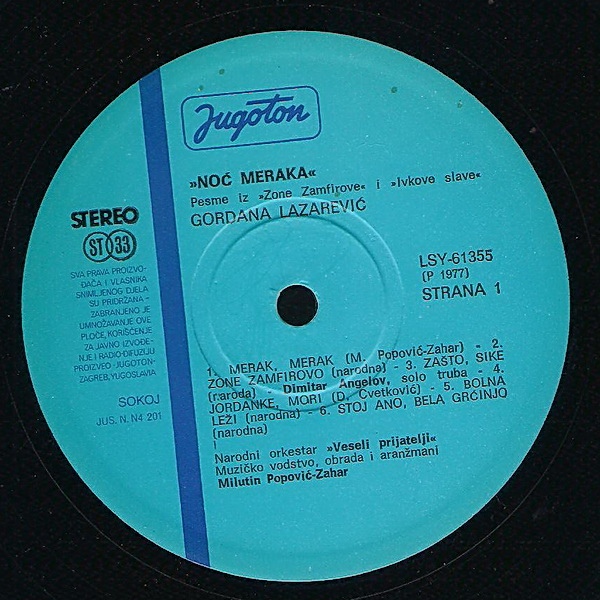 Jugoton
»NOĆ MERAKA«
Pesme iz »Zone Zamfirove« i »Ivkove slave«
GORDANA LAZAREVIĆ
STEREO
ST 33
SVA PRAVA PROIZVO-
ĐAČA I VLASNIKA
SNIMLJENOG DJELA
SU PRIDRŽANA -
ZABRANJENO JE
UMNOŽAVANJE OVE
PLOČE, KORIŠĆENJE
ZA JAVNO IZVOĐE-
NJE I RADIO-DIFUZIJU
PROIZVEO »JUGOTON«
ZAGREB, YUGOSLAVIA
SOKOJ
JUS. N. N4 201
LSY-61355
(P 1977)
STRANA 1
1. MERAK, MERAK (M. Popović-Zahar) - 2.
ZONE ZAMFIROVO (narodna) - 3. ZAŠTO, SIKE
(naroda) - Dimitar Angelov, solo truba - 4.
JORDANKE, MORI (D. Cvetković) - 5. BOLNA
LEŽI (narodna) - 6. STOJ ANO, BELA GRČINJO
(narodna)
Narodni orkestar »Veseli prijatelji«
Muzičko vodstvo, obrada i aranžmani
Milutin Popović-Zahar